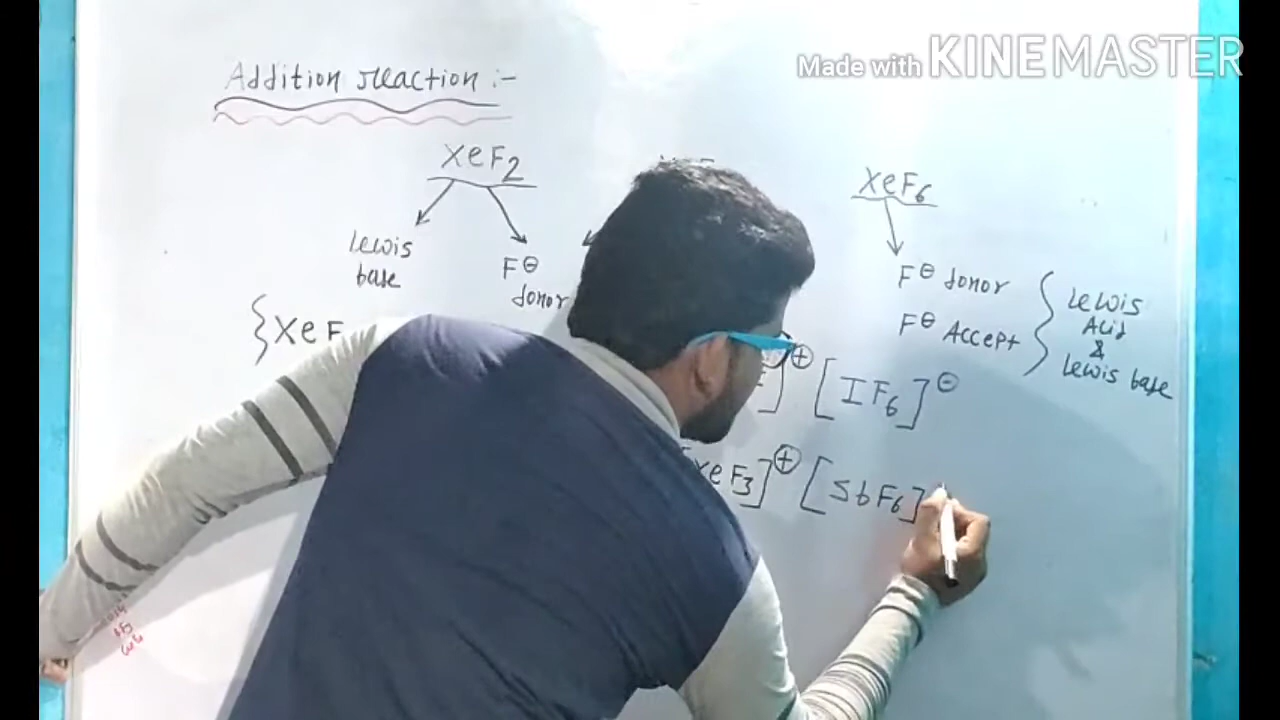 Made with KINEMASTER
Addition reaction :-
XeF2
Lewis
base
F⊖
donor
XeF6
F⊖ donor
F⊖ Accept
Lewis
Acid
&
Lewis base
{ XeF
]⊕ [IF6]⊖
XeF3]⊕ [SbF6]